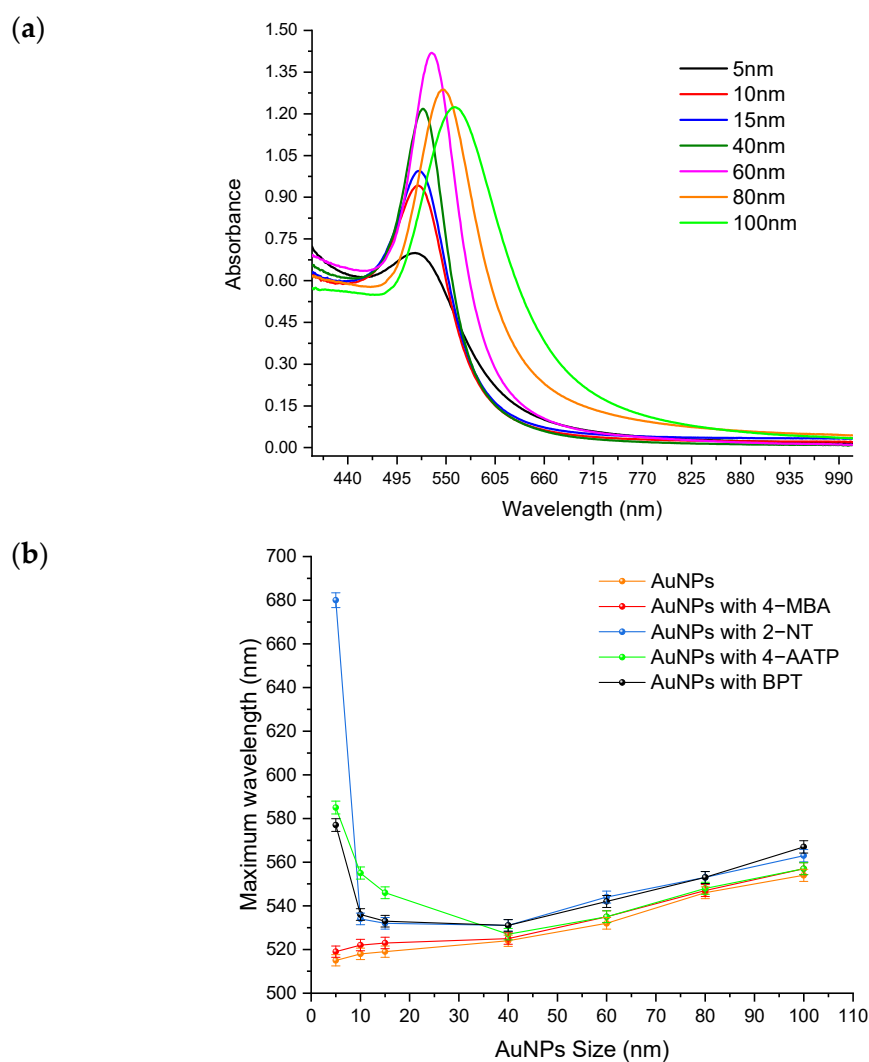 (a)
1.50
1.35
1.20
1.05
0.90
0.75
0.60
0.45
0.30
0.15
0.00
Absorbance
5nm
10nm
15nm
40nm
60nm
80nm
100nm
440 495 550 605 660 715 770 825 880 935 990
Wavelength (nm)
(b)
700
680
660
640
620
600
580
560
540
520
500
Maximum wavelength (nm)
AuNPs
AuNPs with 4−MBA
AuNPs with 2−NT
AuNPs with 4−AATP
AuNPs with BPT
0 10 20 30 40 50 60 70 80 90 100 110
AuNPs Size (nm)